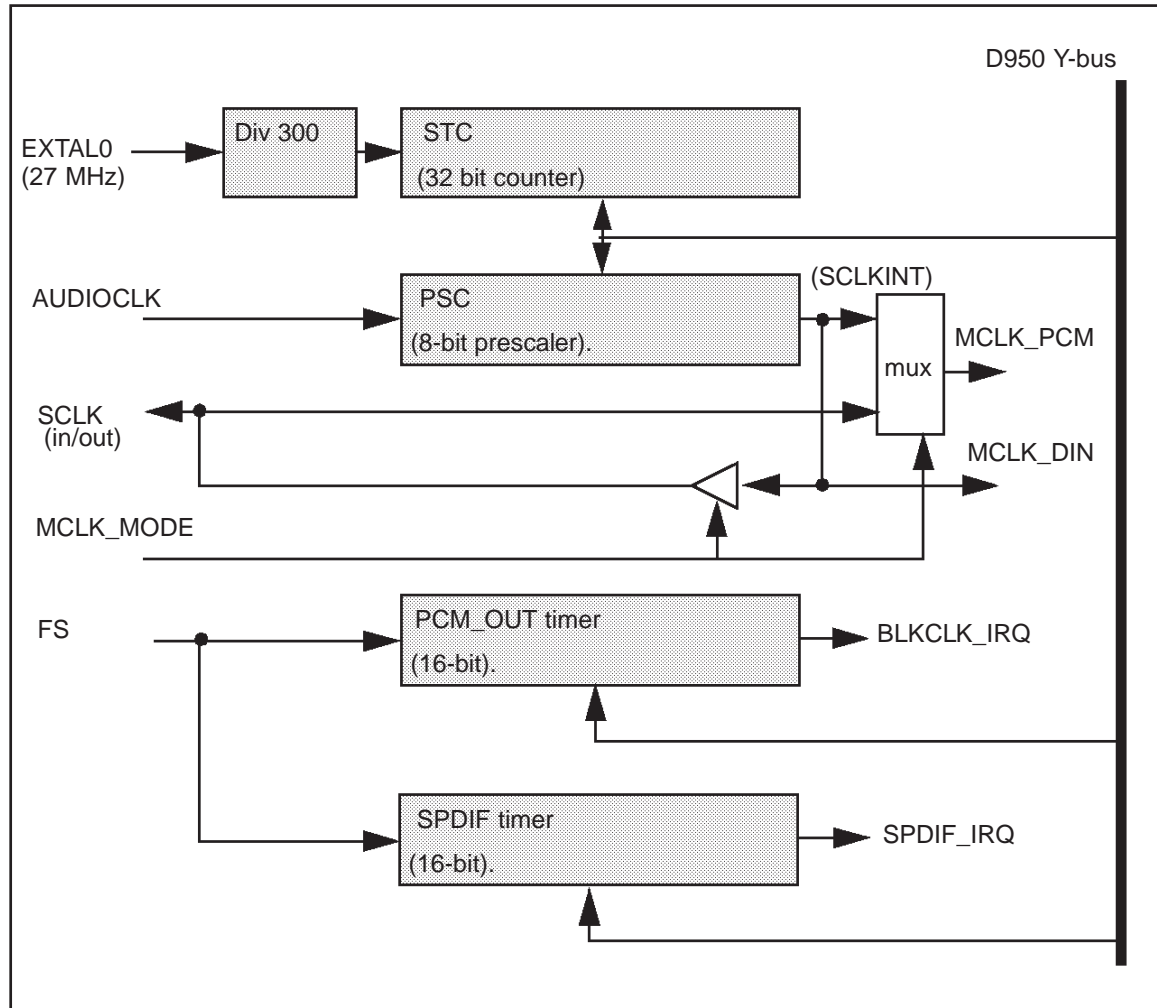 D950 Y-bus
Div 300
STC
EXTAL0
(27 MHz)
(32 bit counter)
(SCLKINT)
AUDIOCLK
PSC
(8-bit prescaler).
MCLK_PCM
mux
SCLK
(in/out)
MCLK_DIN
MCLK_MODE
FS
PCM_OUT timer
(16-bit).
BLKCLK_IRQ
SPDIF timer
(16-bit).
SPDIF_IRQ